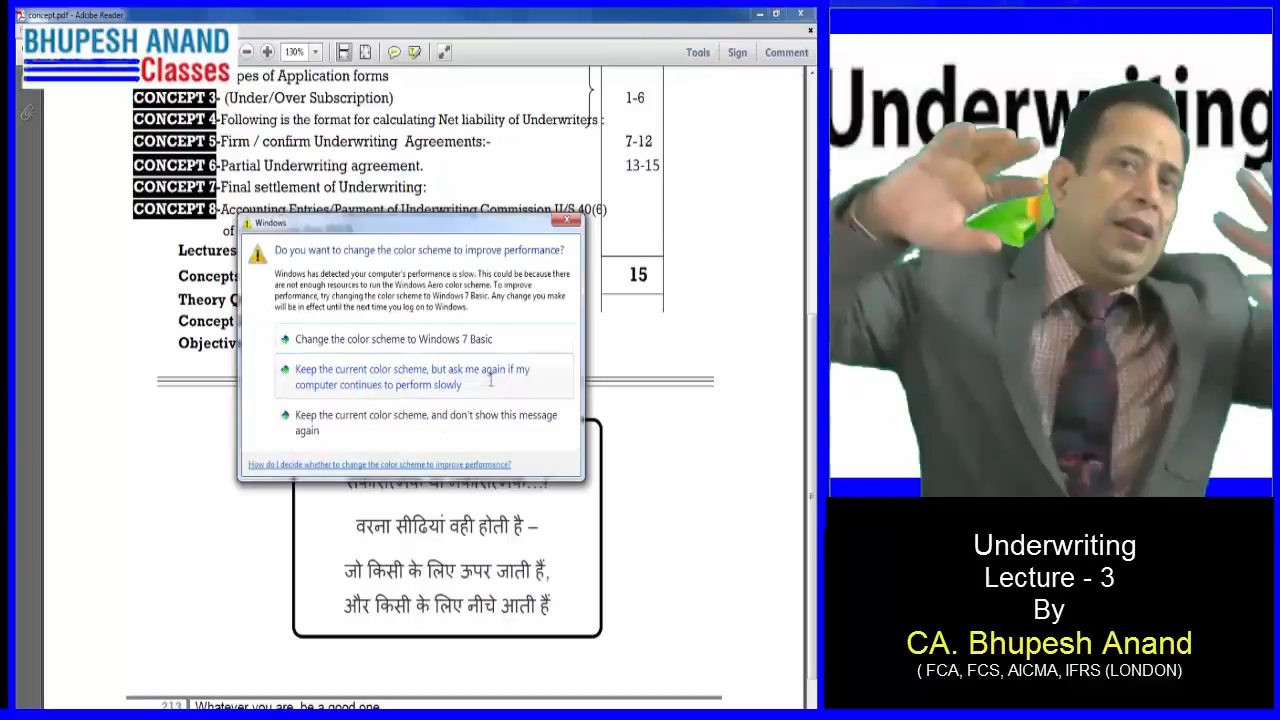 concept.pdf - Adobe Reader
BHUPESH ANAND
Classes
130%
Tools Sign Comment
pes of Application forms
CONCEPT 3- (Under/Over Subscription) 1-6
CONCEPT 4-Following is the format for calculating Net liability of Underwriters :
CONCEPT 5-Firm / confirm Underwriting Agreements:- 7-12
CONCEPT 6-Partial Underwriting agreement. 13-15
CONCEPT 7-Final settlement of Underwriting:
CONCEPT 8-Accounting Entries/Payment of Underwriting Commission U/S 40(6)
of
Lectures
Concepts 15
Theory Q
Concept
Objectiv
Windows
Do you want to change the color scheme to improve performance?
Windows has detected your computer's performance is slow. This could be because there
are not enough resources to run the Windows Aero color scheme. To improve
performance, try changing the color scheme to Windows 7 Basic. Any change you make
will be in effect until the next time you log on to Windows.
Change the color scheme to Windows 7 Basic
Keep the current color scheme, but ask me again if my
computer continues to perform slowly
Keep the current color scheme, and don't show this message
again
How do I decide whether to change the color scheme to improve performance?
वरना सीढियां वही होती है –
जो किसी के लिए ऊपर जाती हैं,
और किसी के लिए नीचे आती हैं
213 Whatever you are, be a good one
Underwriting
Underwriting
Lecture - 3
By
CA. Bhupesh Anand
( FCA, FCS, AICMA, IFRS (LONDON)